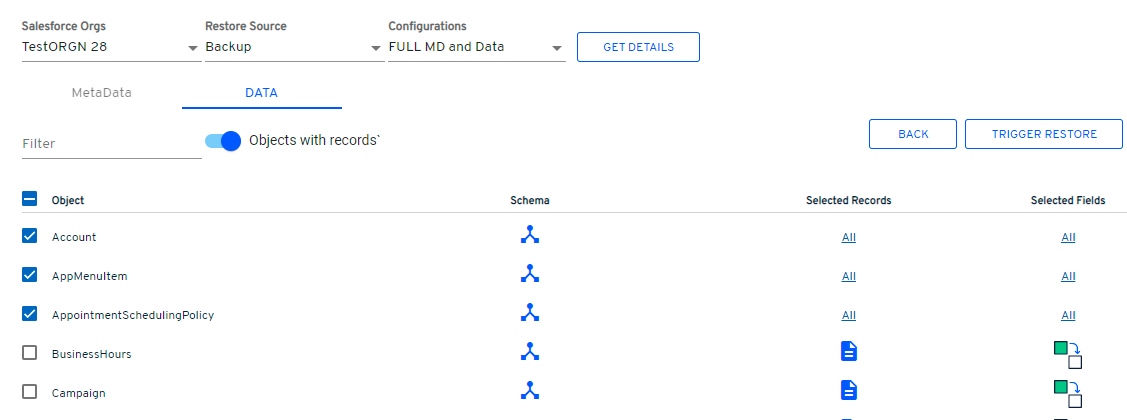 Salesforce Orgs Restore Source Configurations
TestORGN 28 Backup FULL MD and Data GET DETAILS
MetaData DATA
Filter Objects with records` BACK TRIGGER RESTORE
Object Schema Selected Records Selected Fields
Account All All
AppMenuItem All All
AppointmentSchedulingPolicy All All
BusinessHours
Campaign